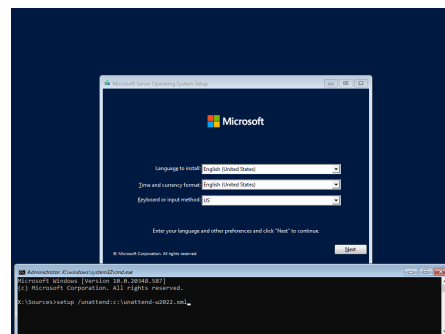 Microsoft Server Operating System Setup
Microsoft
Language to install: English (United States)
Time and currency format: English (United States)
Keyboard or input method: US
Enter your language and other preferences and click "Next" to continue.
© Microsoft Corporation. All rights reserved.
Next
Administrator: X:\windows\system32\cmd.exe
Microsoft Windows [Version 10.0.20348.587]
(c) Microsoft Corporation. All rights reserved.
X:\Sources>setup /unattend:c:\unattend-w2022.xml_